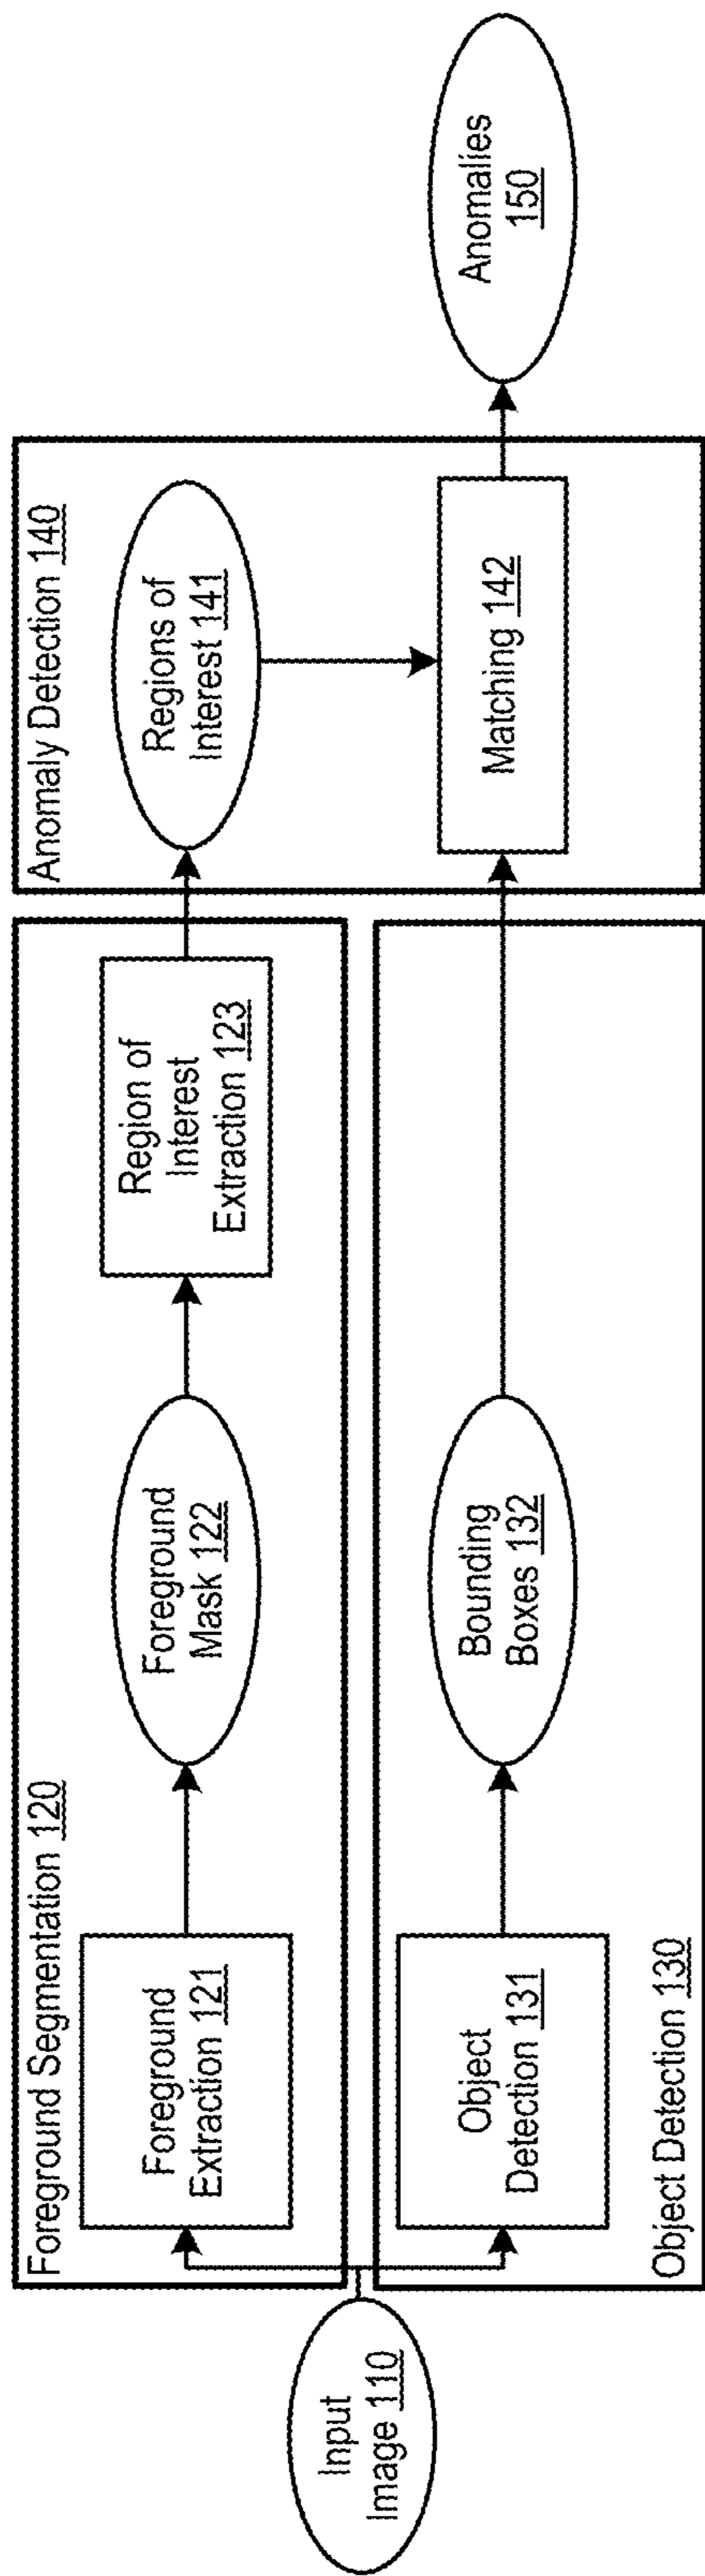 Input
Image 110
Foreground Segmentation 120
Foreground
Extraction 121
Foreground
Mask 122
Region of
Interest
Extraction 123
Object
Detection 131
Bounding
Boxes 132
Object Detection 130
Anomaly Detection 140
Regions of
Interest 141
Matching 142
Anomalies
150